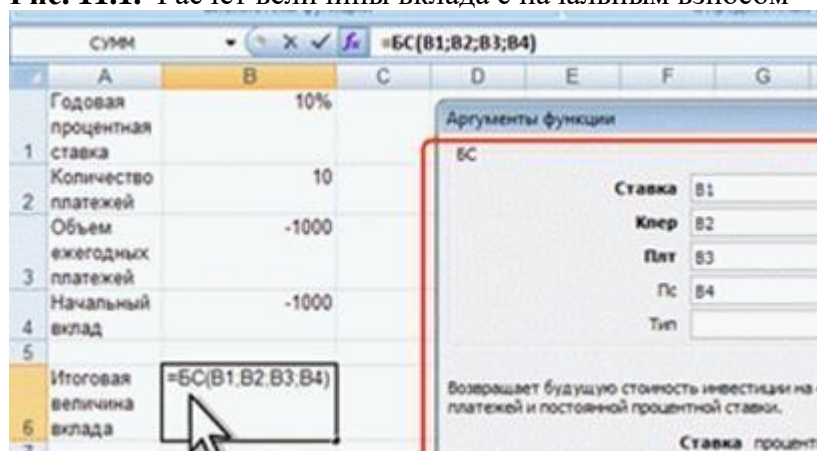 Рис. 11.1. Расчет величины вклада с начальным взносом
СУММ
=БС(B1;B2;B3;B4)
A B C D E F G
Годовая
процентная
1 ставка 10%
Количество
2 платежей 10
Объем
ежегодных
3 платежей -1000
Начальный
4 вклад -1000
5
Итоговая
величина
6 вклада
=БС(B1;B2;B3;B4)
Аргументы функции
БС
Ставка B1
Кпер B2
Плт B3
Пс B4
Тип
Возвращает будущую стоимость инвестиции на
платежей и постоянной процентной ставки.
Ставка